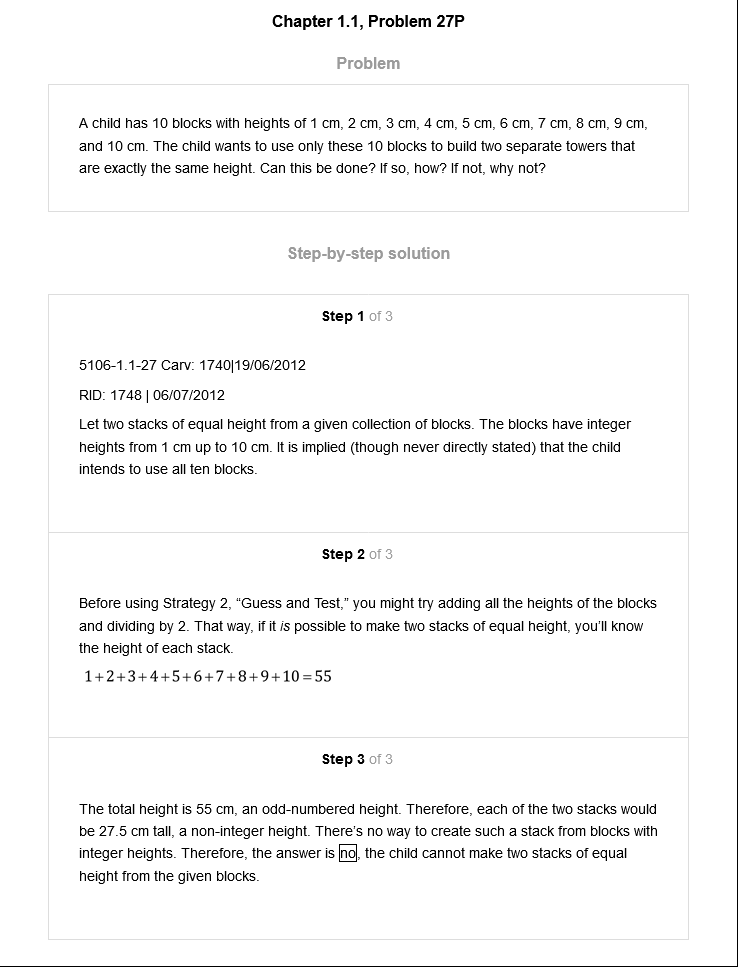 Chapter 1.1, Problem 27P
Problem
A child has 10 blocks with heights of 1 cm, 2 cm, 3 cm, 4 cm, 5 cm, 6 cm, 7 cm, 8 cm, 9 cm,
and 10 cm. The child wants to use only these 10 blocks to build two separate towers that
are exactly the same height. Can this be done? If so, how? If not, why not?
Step-by-step solution
Step 1 of 3
5106-1.1-27 Carv: 1740|19/06/2012
RID: 1748 | 06/07/2012
Let two stacks of equal height from a given collection of blocks. The blocks have integer
heights from 1 cm up to 10 cm. It is implied (though never directly stated) that the child
intends to use all ten blocks.
Step 2 of 3
Before using Strategy 2, “Guess and Test,” you might try adding all the heights of the blocks
and dividing by 2. That way, if it is possible to make two stacks of equal height, you’ll know
the height of each stack.
1+2+3+4+5+6+7+8+9+10=55
Step 3 of 3
The total height is 55 cm, an odd-numbered height. Therefore, each of the two stacks would
be 27.5 cm tall, a non-integer height. There’s no way to create such a stack from blocks with
integer heights. Therefore, the answer is no, the child cannot make two stacks of equal
height from the given blocks.